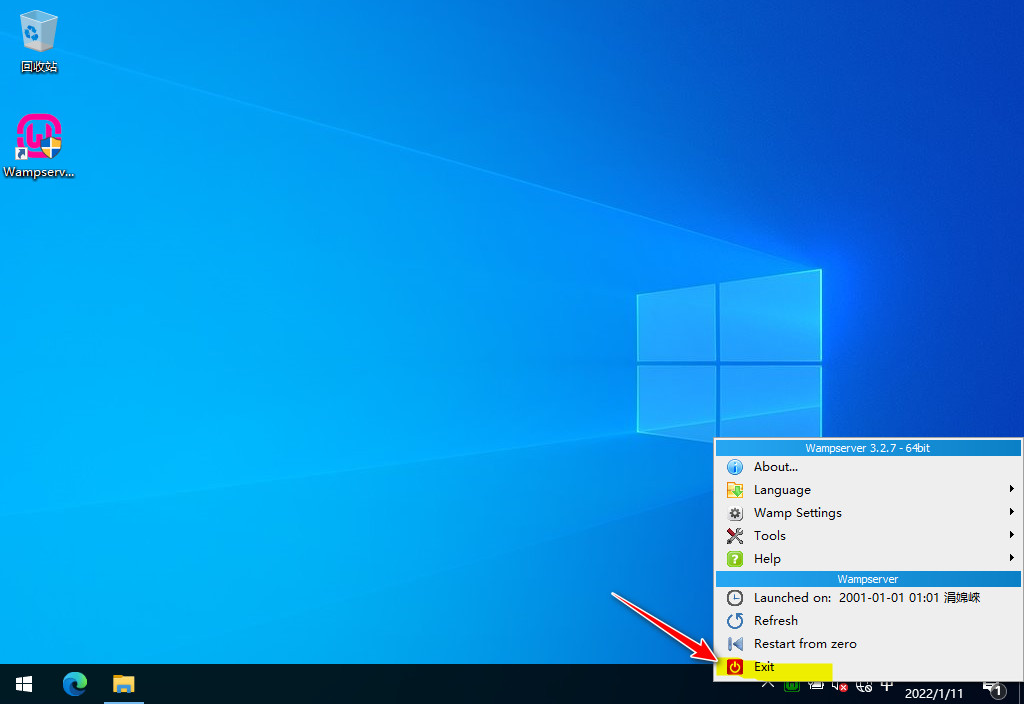 回收站
Wampserv...
Wampserver 3.2.7 - 64bit
About...
Language
Wamp Settings
Tools
Help
Wampserver
Launched on: 2001-01-01 01:01 涓婂崍
Refresh
Restart from zero
Exit
中
2022/1/11
1